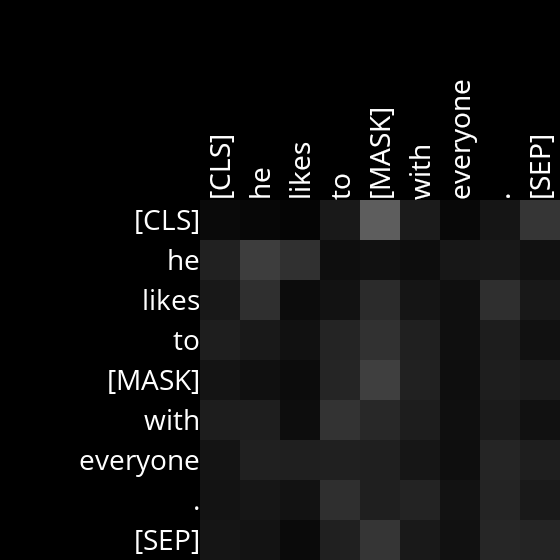 [CLS] he likes to [MASK] with everyone . [SEP]
[CLS]
he
likes
to
[MASK]
with
everyone
.
[SEP]